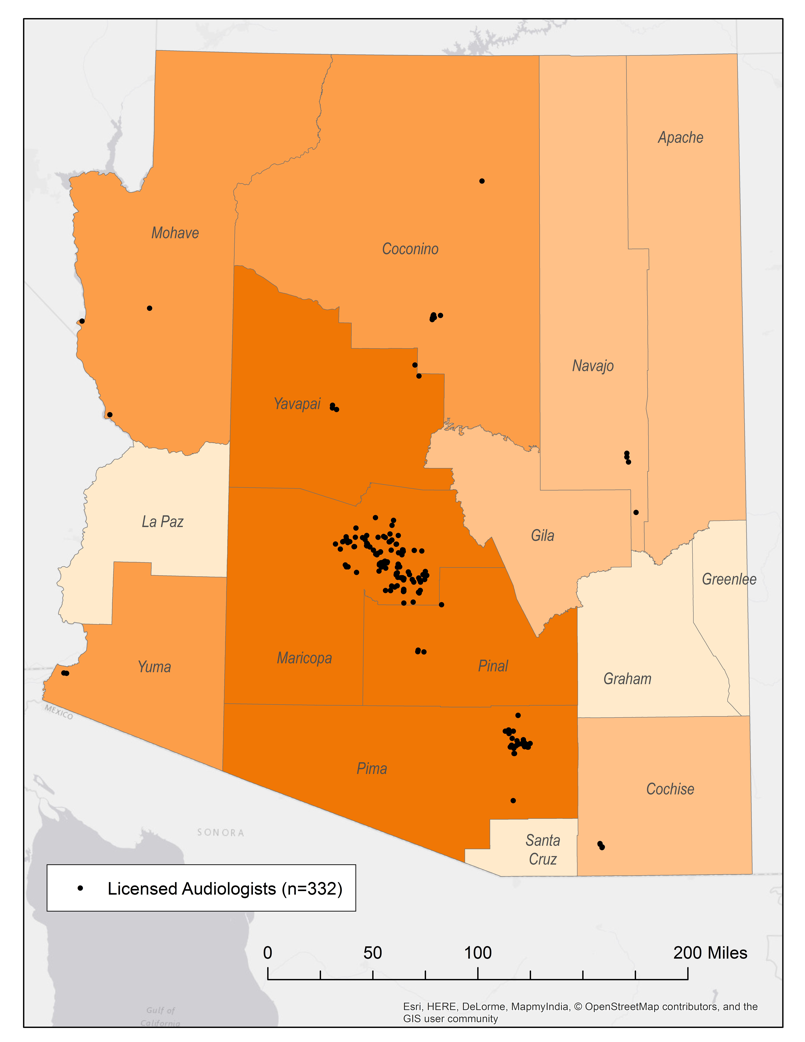 Apache
Mohave
Coconino
Navajo
Yavapai
La Paz
Gila
Greenlee
Yuma
Maricopa
Pinal
Graham
MEXICO
Pima
Cochise
SONORA
Santa
Cruz
Licensed Audiologists (n=332)
0 50 100 200 Miles
Esri, HERE, DeLorme, MapmyIndia, © OpenStreetMap contributors, and the
GIS user community
Gulf of
California